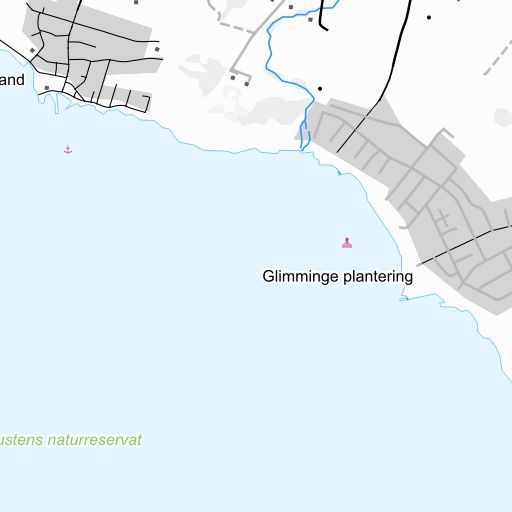 and
Glimminge plantering
ustens naturreservat